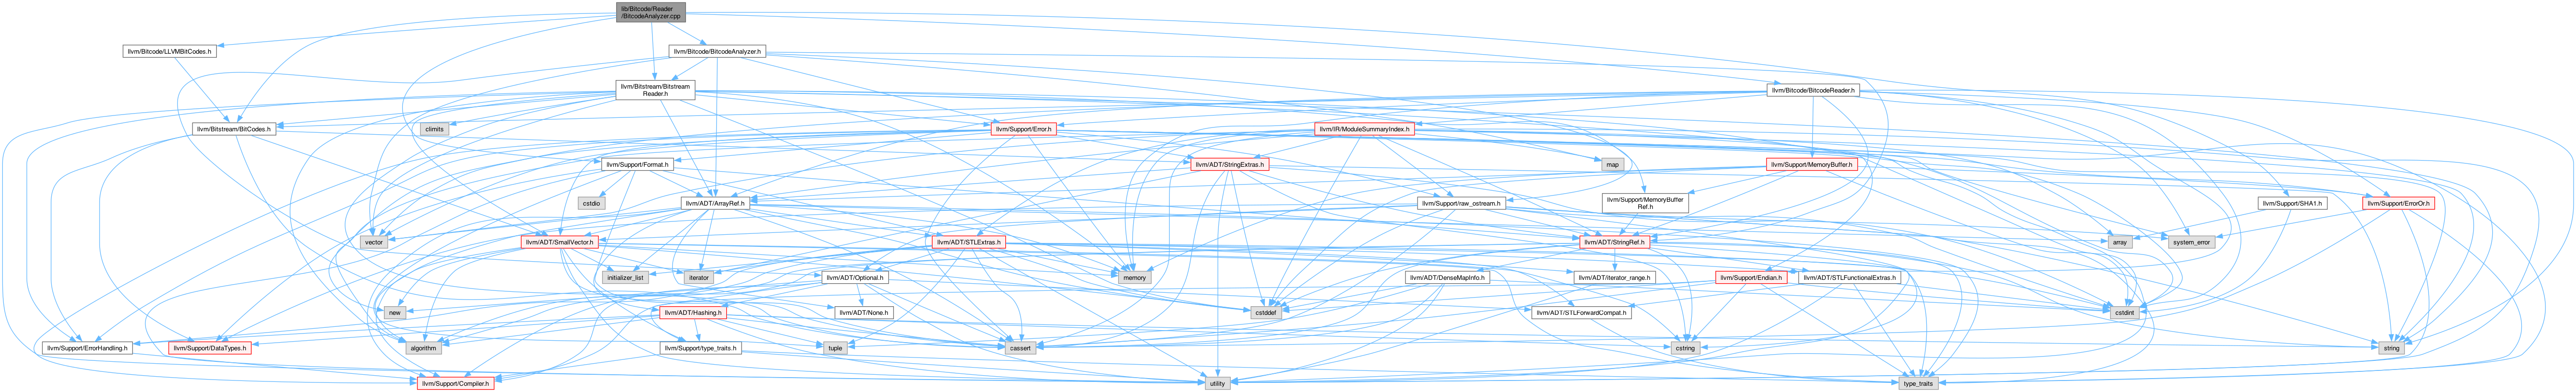 lib/Bitcode/Reader
/BitcodeAnalyzer.cpp
llvm/Bitcode/LLVMBitCodes.h
llvm/Bitcode/BitcodeAnalyzer.h
llvm/Bitstream/Bitstream
Reader.h
llvm/Bitcode/BitcodeReader.h
llvm/Bitstream/BitCodes.h
climits
llvm/Support/Error.h
llvm/IR/ModuleSummaryIndex.h
llvm/Support/Format.h
llvm/ADT/StringExtras.h
map
llvm/Support/MemoryBuffer.h
cstdio
llvm/ADT/ArrayRef.h
llvm/Support/raw_ostream.h
llvm/Support/MemoryBuffer
Ref.h
llvm/Support/SHA1.h
llvm/Support/ErrorOr.h
vector
llvm/ADT/SmallVector.h
llvm/ADT/STLExtras.h
llvm/ADT/StringRef.h
array
system_error
initializer_list
iterator
llvm/ADT/Optional.h
memory
llvm/ADT/DenseMapInfo.h
llvm/ADT/iterator_range.h
llvm/Support/Endian.h
llvm/ADT/STLFunctionalExtras.h
new
llvm/ADT/Hashing.h
llvm/ADT/None.h
cstddef
llvm/ADT/STLForwardCompat.h
cstdint
llvm/Support/ErrorHandling.h
llvm/Support/DataTypes.h
algorithm
llvm/Support/type_traits.h
tuple
cassert
cstring
string
llvm/Support/Compiler.h
utility
type_traits